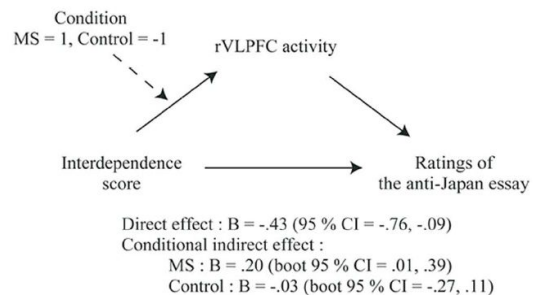 Condition
MS = 1, Control = -1
rVLPFC activity
Interdependence
score
Ratings of
the anti-Japan essay
Direct effect : B = -.43 (95 % CI = -.76, -.09)
Conditional indirect effect :
MS : B = .20 (boot 95 % CI = .01, .39)
Control : B = -.03 (boot 95 % CI = -.27, .11)